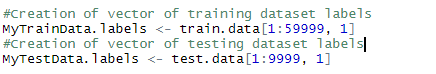 #Creation of vector of training dataset labels
MyTrainData.labels <- train.data[1:59999, 1]
#Creation of vector of testing dataset labels
MyTestData.labels <- test.data[1:9999, 1]